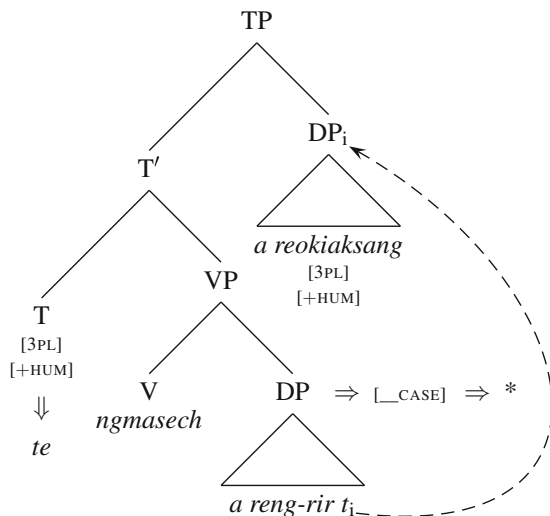 TP
DPᵢ
T′
a reokiaksang
[3PL]
[+HUM]
VP
T
[3PL]
[+HUM]
⇓
te
V
ngmasech
DP ⇒ [__CASE] ⇒ *
a reng-rir tᵢ